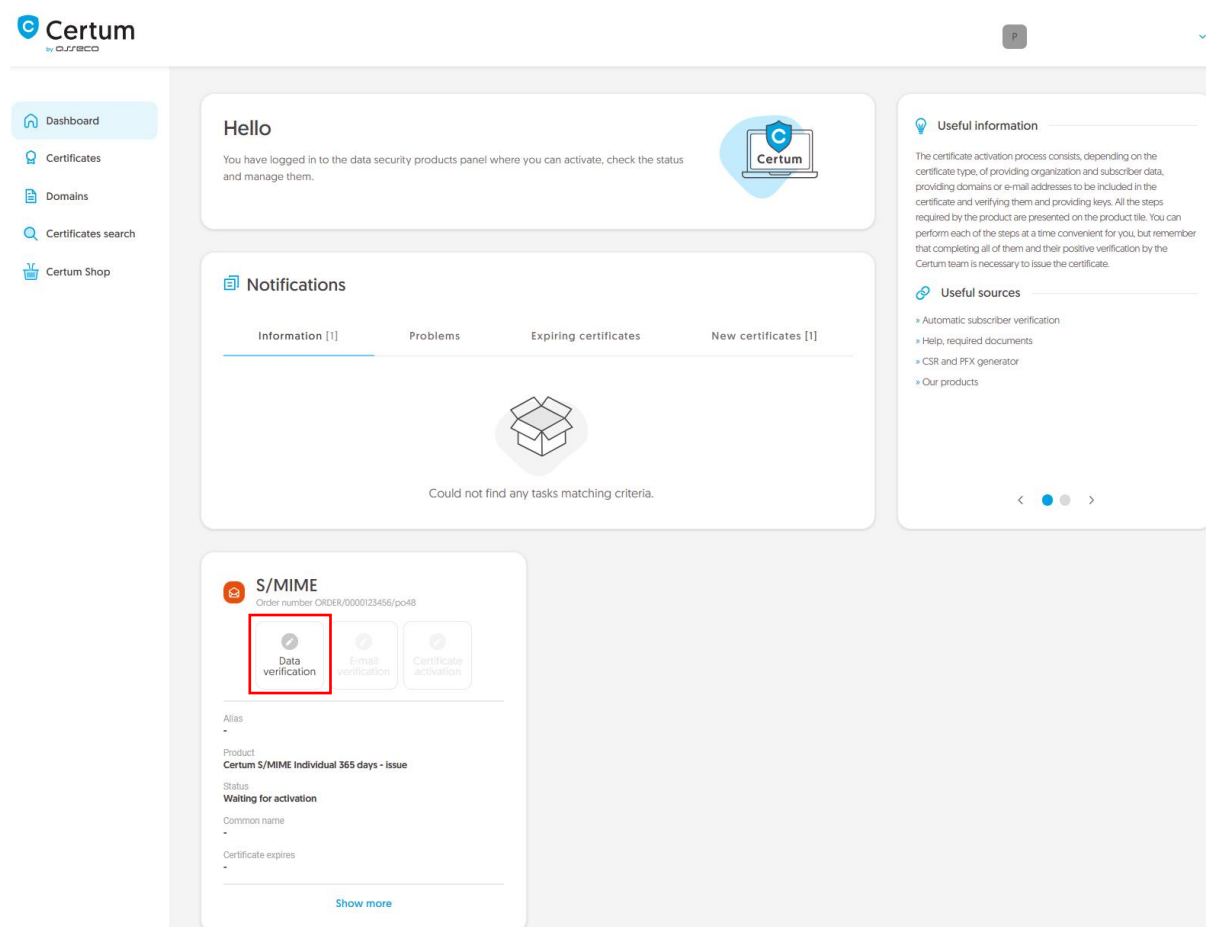 Certum
by asseco
P
Dashboard
Certificates
Domains
Certificates search
Certum Shop
Hello
You have logged in to the data security products panel where you can activate, check the status
and manage them.
Certum
Notifications
Information [1]
Problems
Expiring certificates
New certificates [1]
Could not find any tasks matching criteria.
Useful information
The certificate activation process consists, depending on the
certificate type, of providing organization and subscriber data,
providing domains or e-mail addresses to be included in the
certificate and verifying them and providing keys. All the steps
required by the product are presented on the product tile. You can
perform each of the steps at a time convenient for you, but remember
that completing all of them and their positive verification by the
Certum team is necessary to issue the certificate.
Useful sources
» Automatic subscriber verification
» Help, required documents
» CSR and PFX generator
» Our products
S/MIME
Order number ORDER/0000123456/po48
Data
verification
E-mail
verification
Certificate
activation
Alias
-
Product
Certum S/MIME Individual 365 days - issue
Status
Waiting for activation
Common name
-
Certificate expires
-
Show more